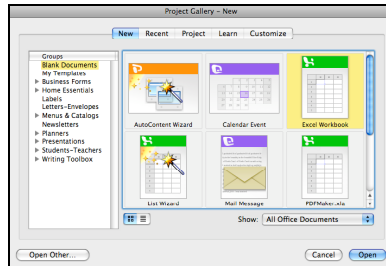 Project Gallery – New
New Recent Project Learn Customize
Groups
Blank Documents
My Templates
Business Forms
Home Essentials
Labels
Letters–Envelopes
Menus & Catalogs
Newsletters
Planners
Presentations
Students–Teachers
Writing Toolbox
AutoContent Wizard Calendar Event Excel Workbook
List Wizard Mail Message PDFMaker.xla
Show: All Office Documents
Open Other... Cancel Open